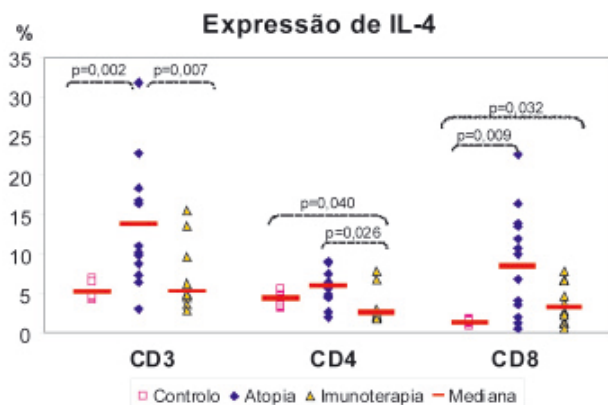 Expressão de IL-4
%
35
30
25
20
15
10
5
0
p=0,002
p=0,007
p=0,040
p=0,026
p=0,032
p=0,009
CD3 CD4 CD8
Controlo Atopia Imunoterapia Mediana